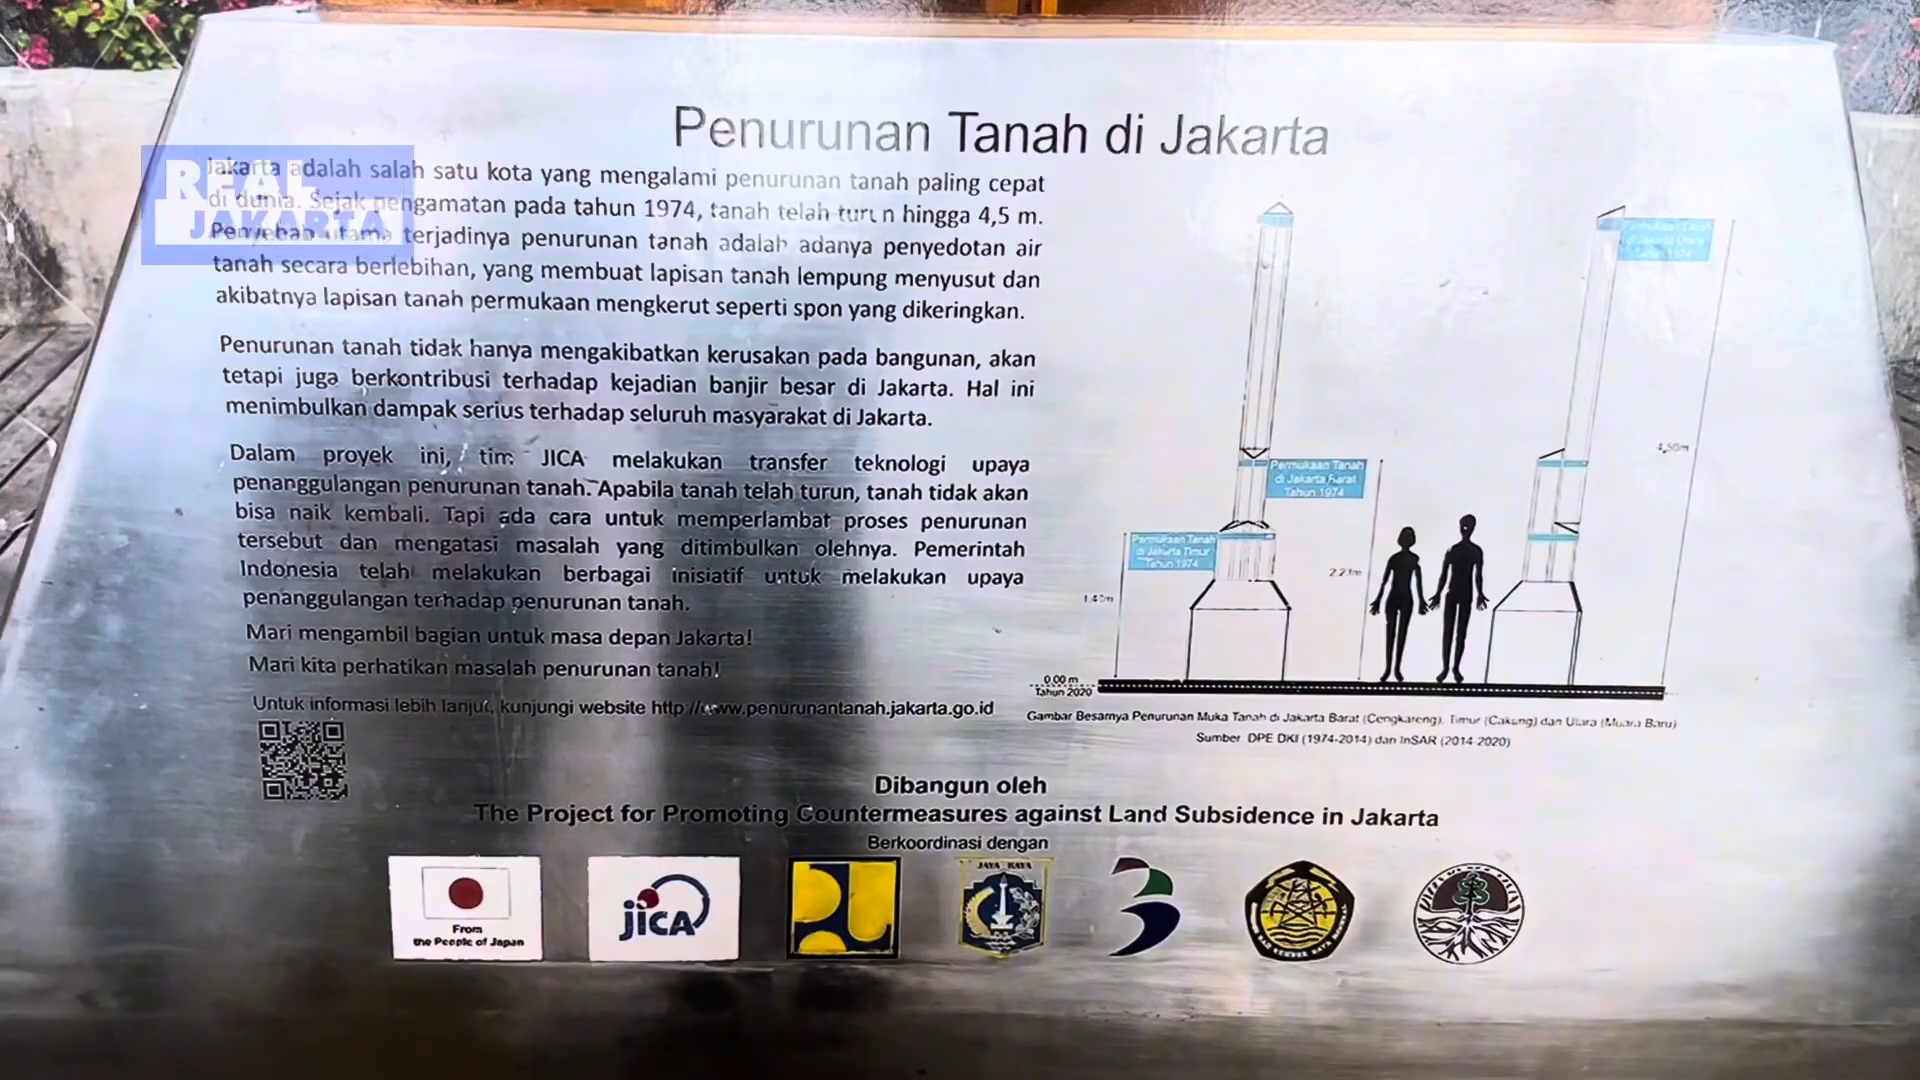 Penurunan Tanah di Jakarta
REAL
JAKARTA
Jakarta adalah salah satu kota yang mengalami penurunan tanah paling cepat
di dunia. Sejak pengamatan pada tahun 1974, tanah telah turun hingga 4,5 m.
Penyebab utama terjadinya penurunan tanah adalah adanya penyedotan air
tanah secara berlebihan, yang membuat lapisan tanah lempung menyusut dan
akibatnya lapisan tanah permukaan mengkerut seperti spon yang dikeringkan.
Penurunan tanah tidak hanya mengakibatkan kerusakan pada bangunan, akan
tetapi juga berkontribusi terhadap kejadian banjir besar di Jakarta. Hal ini
menimbulkan dampak serius terhadap seluruh masyarakat di Jakarta.
Dalam proyek ini, tim JICA melakukan transfer teknologi upaya
penanggulangan penurunan tanah. Apabila tanah telah turun, tanah tidak akan
bisa naik kembali. Tapi ada cara untuk memperlambat proses penurunan
tersebut dan mengatasi masalah yang ditimbulkan olehnya. Pemerintah
Indonesia telah melakukan berbagai inisiatif untuk melakukan upaya
penanggulangan terhadap penurunan tanah.
Mari mengambil bagian untuk masa depan Jakarta!
Mari kita perhatikan masalah penurunan tanah!
Untuk informasi lebih lanjut, kunjungi website http://www.penurunantanah.jakarta.go.id
Permukaan Tanah
di Jakarta Utara
Tahun 1974
4,50m
Permukaan Tanah
di Jakarta Barat
Tahun 1974
Permukaan Tanah
di Jakarta Timur
Tahun 1974
0,00 m
Tahun 2020
Gambar Besarnya Penurunan Muka Tanah di Jakarta Barat (Cengkareng), Timur (Cakung) dan Utara (Muara Baru)
Sumber DPE DKI (1974-2014) dan InSAR (2014-2020)
Dibangun oleh
The Project for Promoting Countermeasures against Land Subsidence in Jakarta
Berkoordinasi dengan
From
the People of Japan
jICA
JAYA RAYA